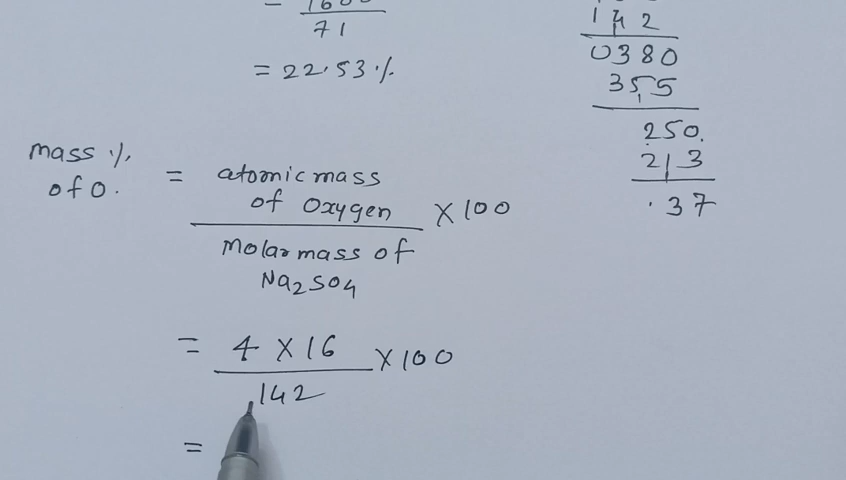 = 1600
71
= 22.53%
142
0380
355
250.
213
.37
mass %
of O.
= atomic mass
of Oxygen
× 100
Molar mass of
Na2SO4
= 4 × 16 × 100
142
=